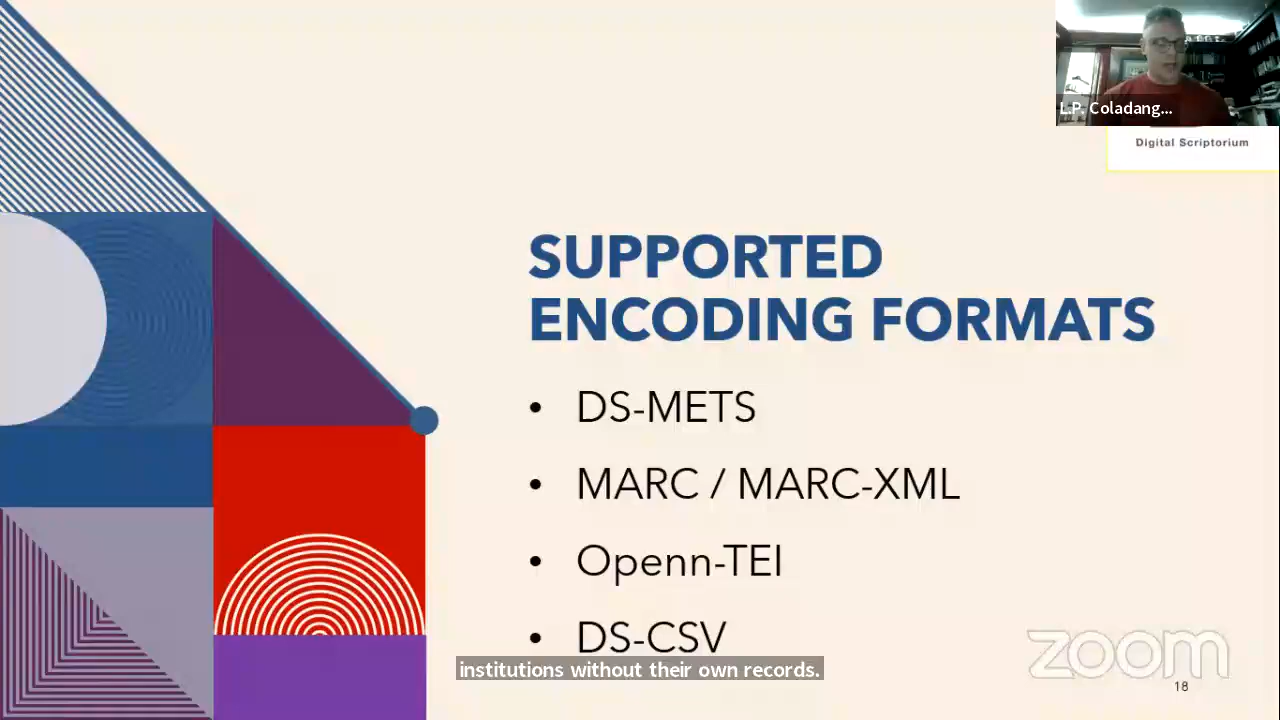 L.P. Coladang...
Digital Scriptorium
SUPPORTED
ENCODING FORMATS
• DS-METS
• MARC / MARC-XML
• Openn-TEI
• DS-CSV
institutions without their own records.
zoom
18